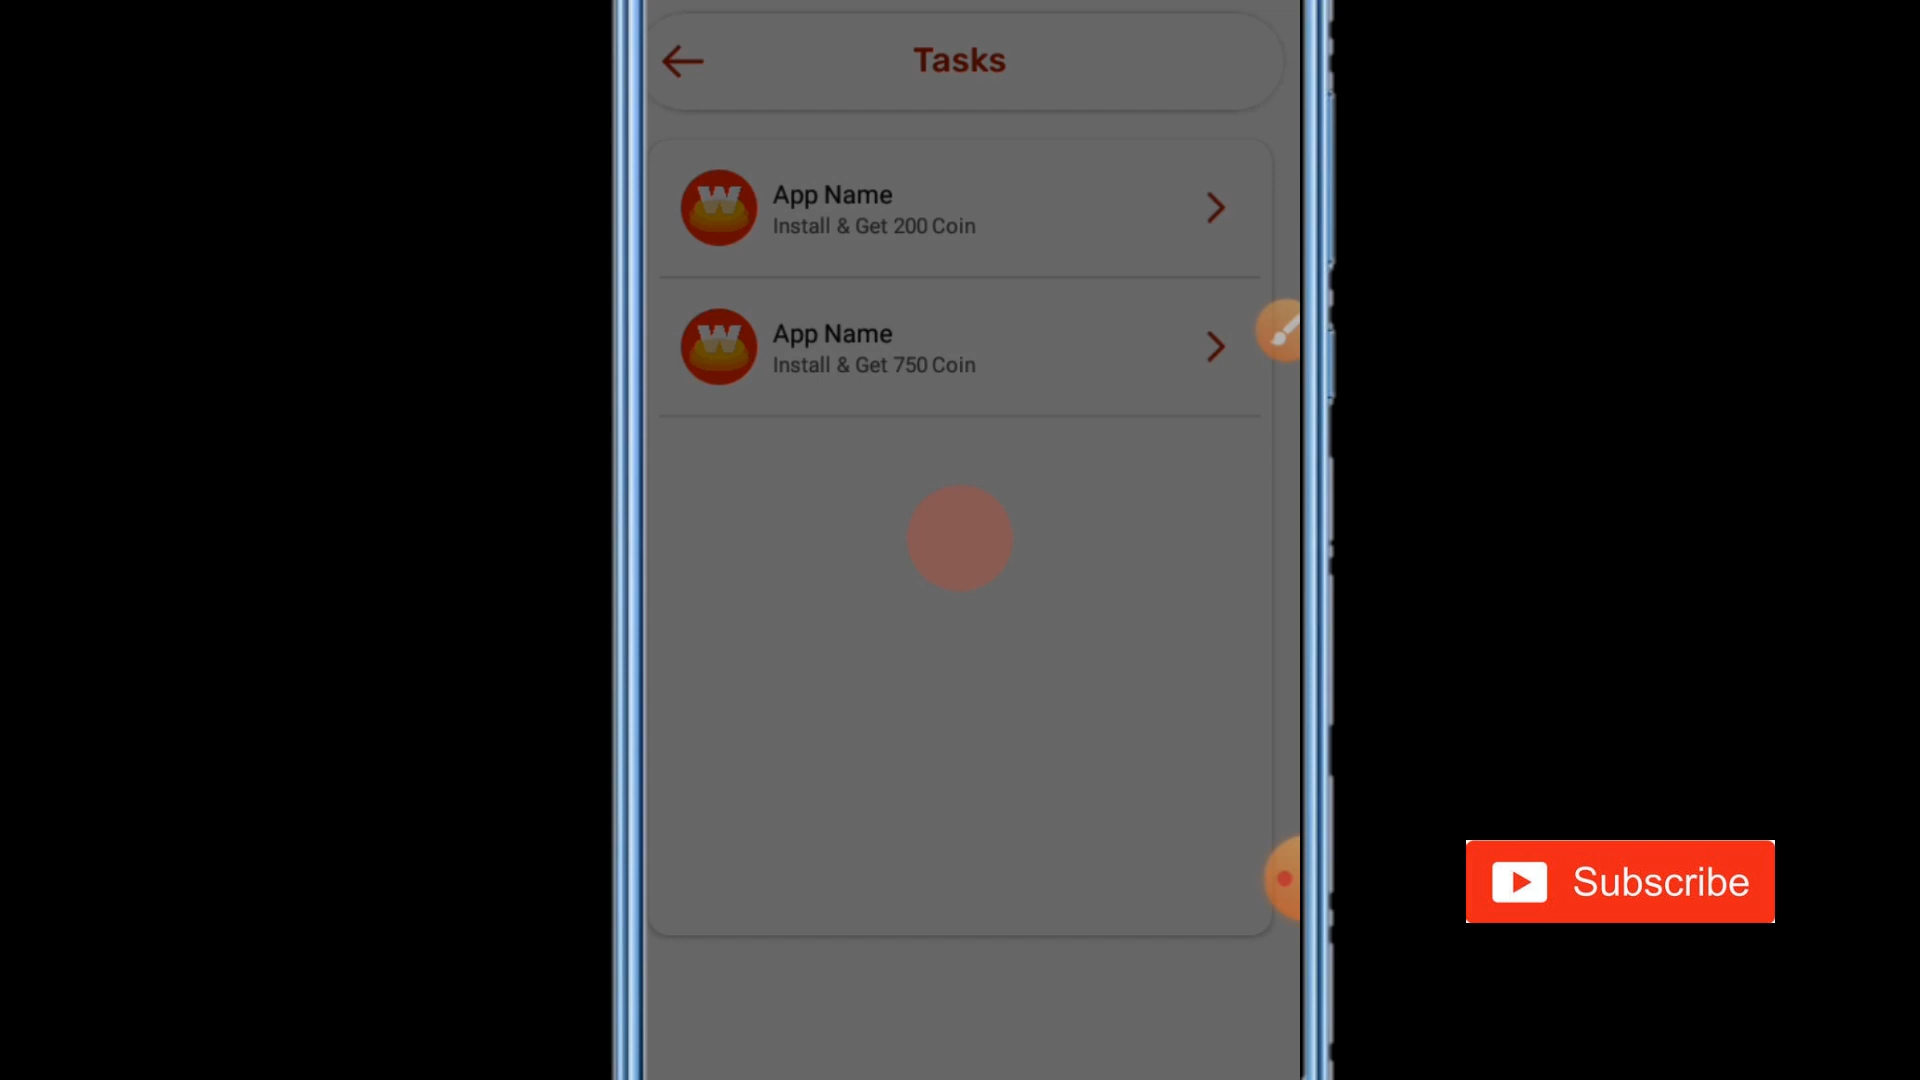 Tasks
App Name
Install & Get 200 Coin
App Name
Install & Get 750 Coin
Subscribe